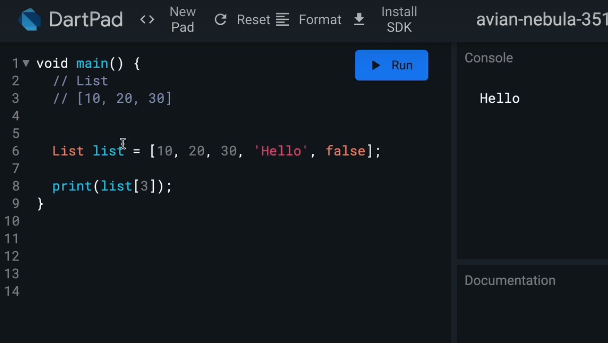 DartPad <> New Pad Reset Format Install SDK avian-nebula-351
Run
Console
Hello
1 void main() {
2 // List
3 // [10, 20, 30]
4
5
6 List list = [10, 20, 30, 'Hello', false];
7
8 print(list[3]);
9 }
10
11
12
13
14
Documentation